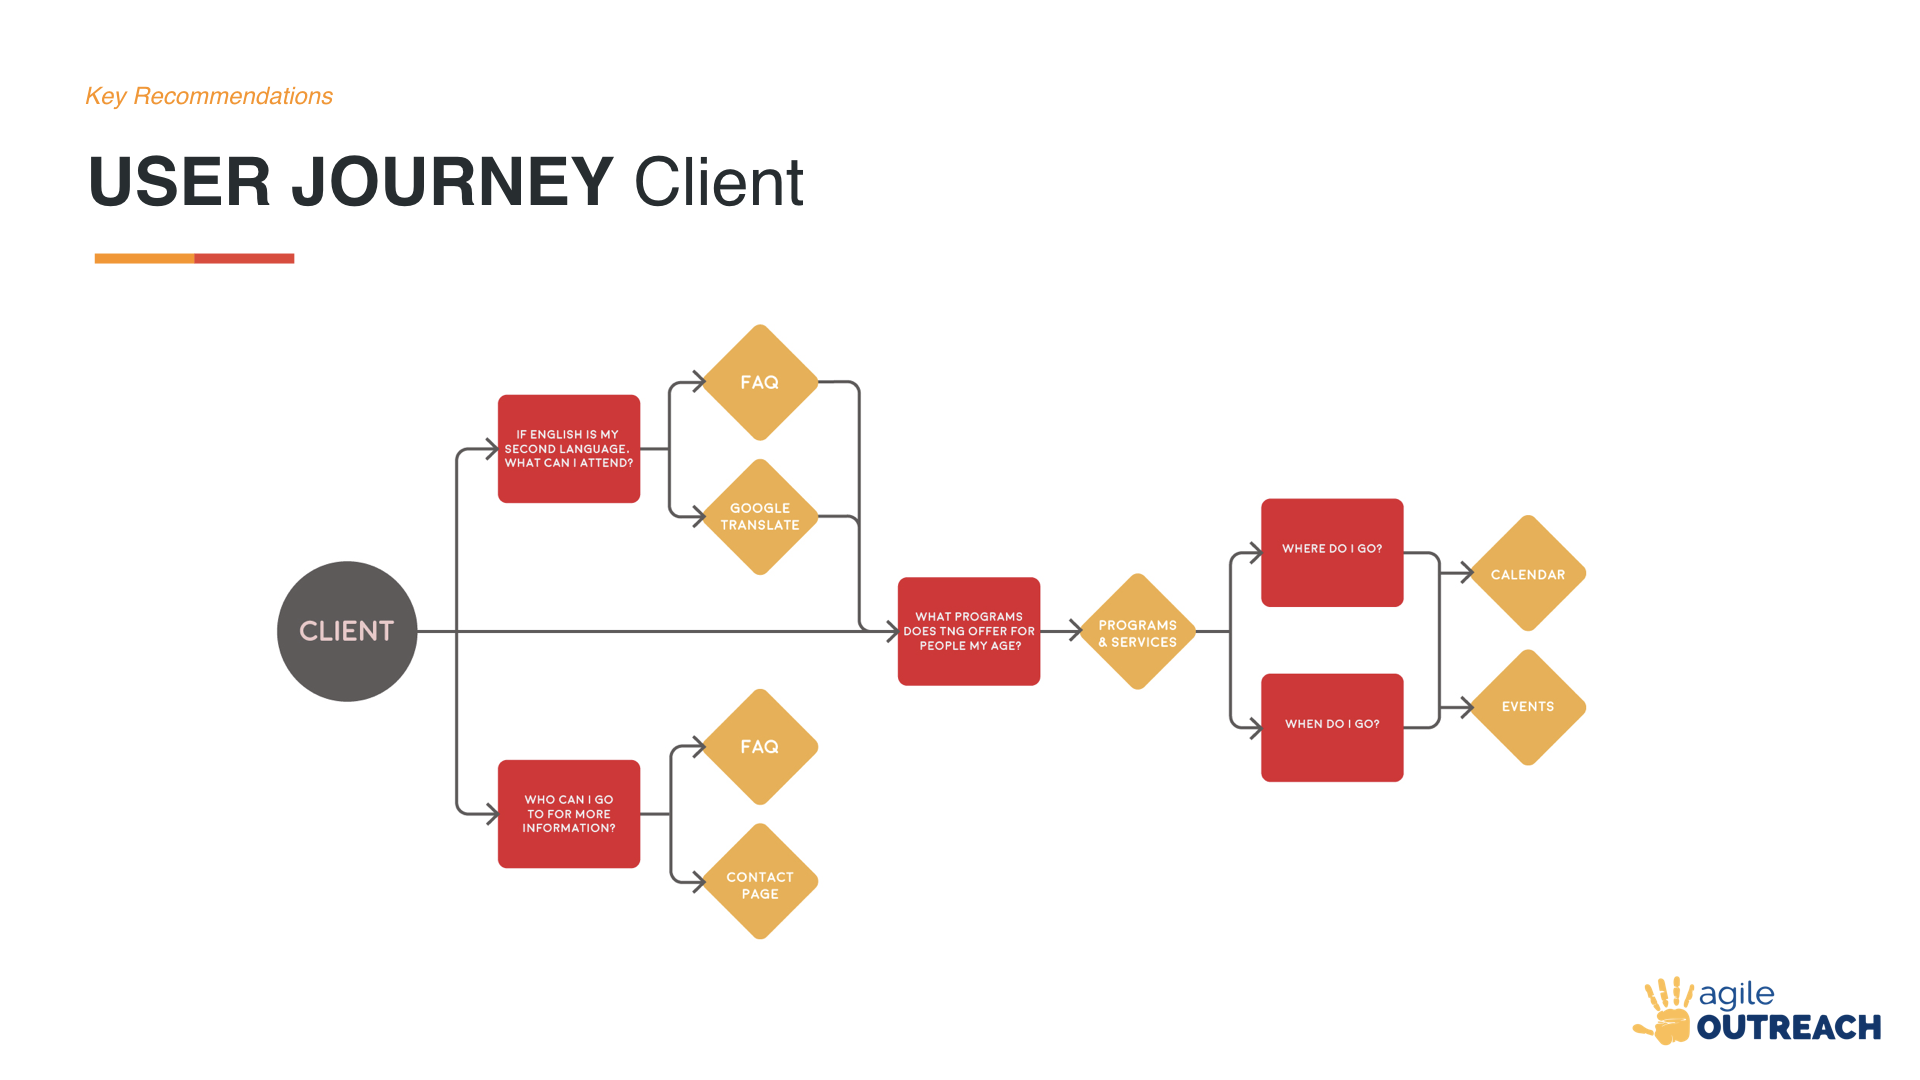 Key Recommendations
USER JOURNEY Client
FAQ
IF ENGLISH IS MY
SECOND LANGUAGE,
WHAT CAN I ATTEND?
GOOGLE
TRANSLATE
CLIENT
WHAT PROGRAMS
DOES TNG OFFER FOR
PEOPLE MY AGE?
PROGRAMS
& SERVICES
WHERE DO I GO?
CALENDAR
WHEN DO I GO?
EVENTS
FAQ
WHO CAN I GO
TO FOR MORE
INFORMATION?
CONTACT
PAGE
agile
OUTREACH